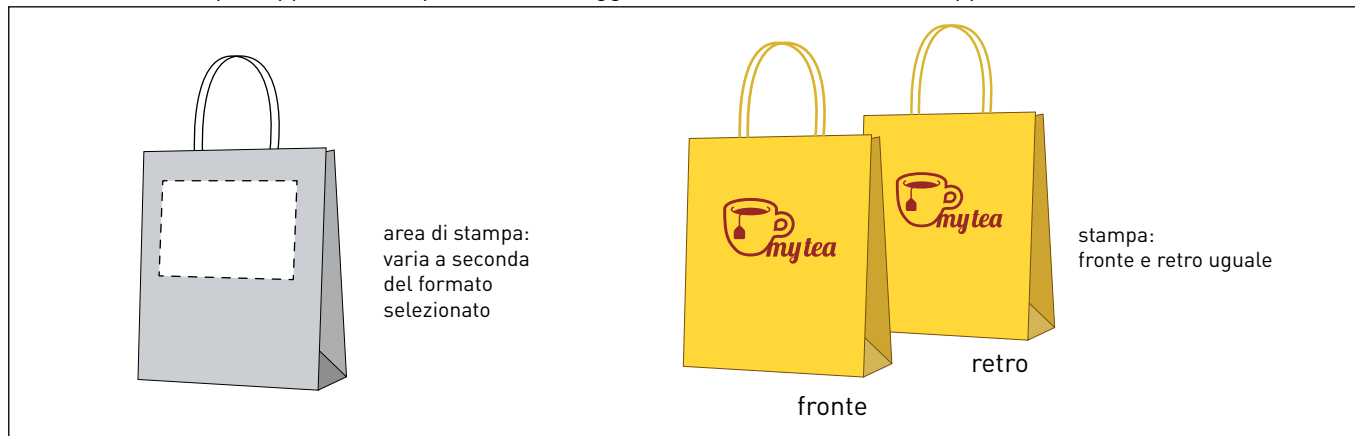 area di stampa:
varia a seconda
del formato
selezionato
my tea
my tea
stampa:
fronte e retro uguale
retro
fronte